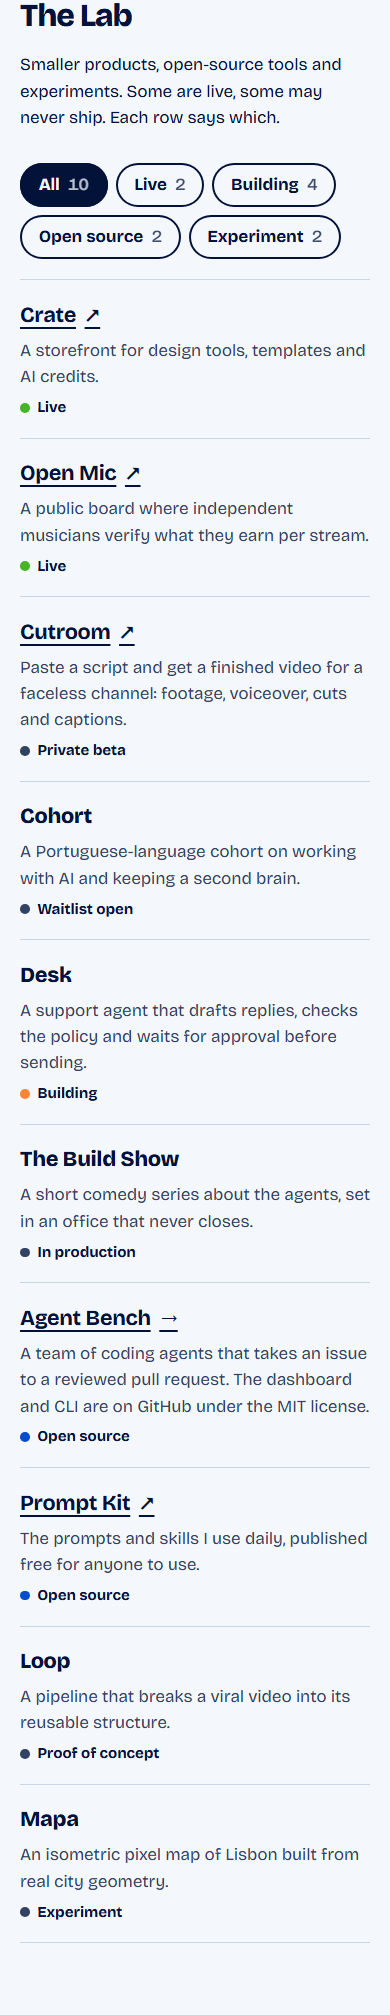 The Lab
Smaller products, open-source tools and
experiments. Some are live, some may
never ship. Each row says which.
All 10 Live 2 Building 4
Open source 2 Experiment 2
Crate ↗
A storefront for design tools, templates and
AI credits.
Live
Open Mic ↗
A public board where independent
musicians verify what they earn per stream.
Live
Cutroom ↗
Paste a script and get a finished video for a
faceless channel: footage, voiceover, cuts
and captions.
Private beta
Cohort
A Portuguese-language cohort on working
with AI and keeping a second brain.
Waitlist open
Desk
A support agent that drafts replies, checks
the policy and waits for approval before
sending.
Building
The Build Show
A short comedy series about the agents, set
in an office that never closes.
In production
Agent Bench →
A team of coding agents that takes an issue
to a reviewed pull request. The dashboard
and CLI are on GitHub under the MIT license.
Open source
Prompt Kit ↗
The prompts and skills I use daily, published
free for anyone to use.
Open source
Loop
A pipeline that breaks a viral video into its
reusable structure.
Proof of concept
Mapa
An isometric pixel map of Lisbon built from
real city geometry.
Experiment